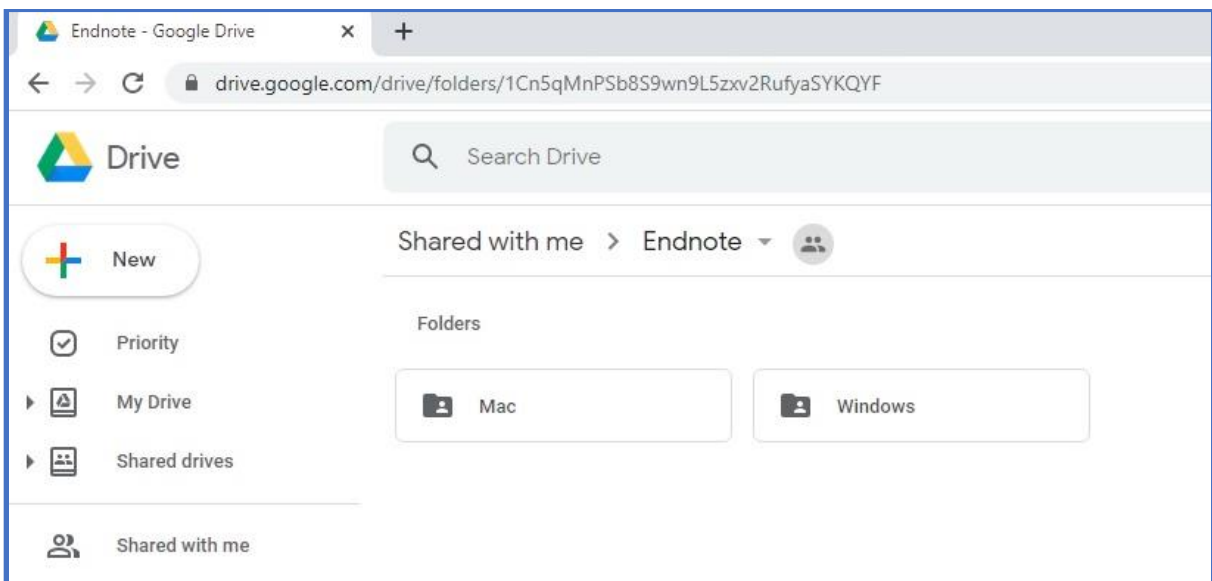 Endnote - Google Drive
drive.google.com/drive/folders/1Cn5qMnPSb8S9wn9L5zxv2RufyaSYKQYF
Drive
Search Drive
New
Shared with me > Endnote
Priority
My Drive
Shared drives
Shared with me
Folders
Mac
Windows